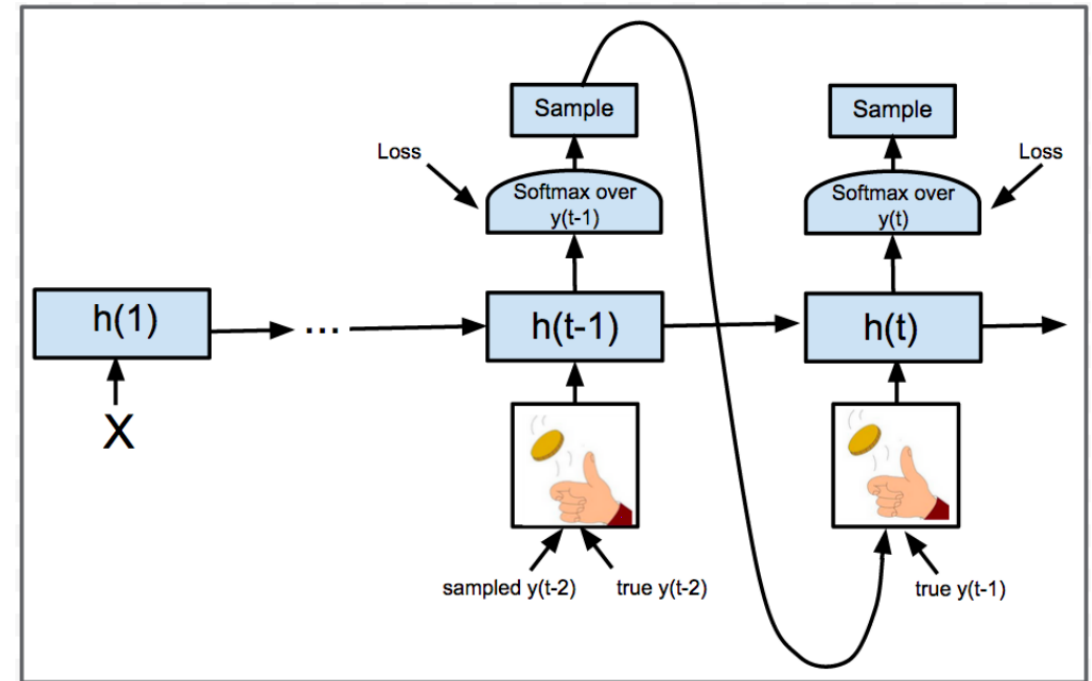 Sample
Sample
Loss
Loss
Softmax over
y(t-1)
Softmax over
y(t)
h(1)
...
h(t-1)
h(t)
X
sampled y(t-2)
true y(t-2)
true y(t-1)